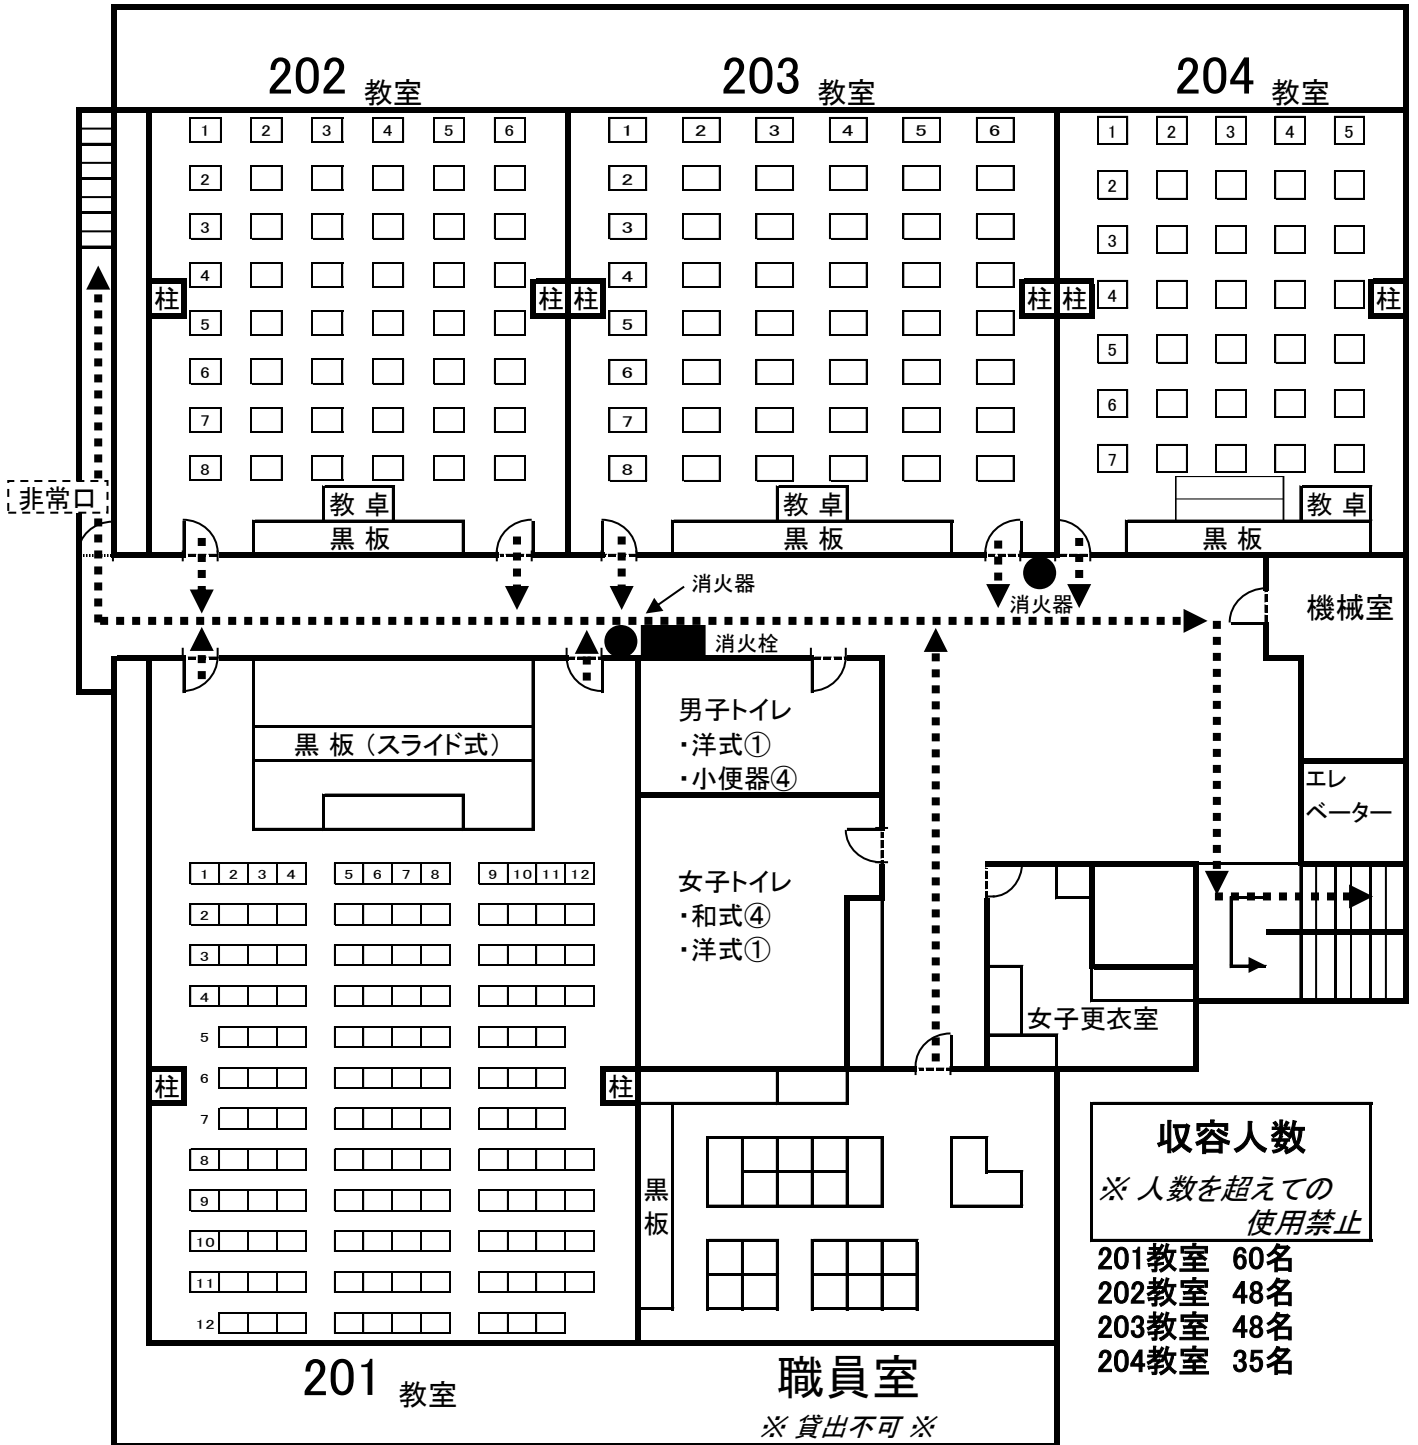 202 教室
203 教室
204 教室
1 2 3 4 5 6
1 2 3 4 5 6
1 2 3 4 5
2
2
2
3
3
3
4
4
4
柱
柱
柱
柱
柱
柱
5
5
5
6
6
6
7
7
7
8
8
非常口
教 卓
教 卓
教 卓
黒 板
黒 板
黒 板
消火器
消火器
機械室
消火栓
男子トイレ
・洋式①
・小便器④
黒 板 （スライド式）
エレ
ベーター
1 2 3 4 5 6 7 8 9 10 11 12
2
3
4
5
6
7
8
9
10
11
12
女子トイレ
・和式④
・洋式①
女子更衣室
柱
柱
黒
板
収容人数
※ 人数を超えての
使用禁止
201教室 60名
202教室 48名
203教室 48名
204教室 35名
201 教室
職員室
※ 貸出不可 ※